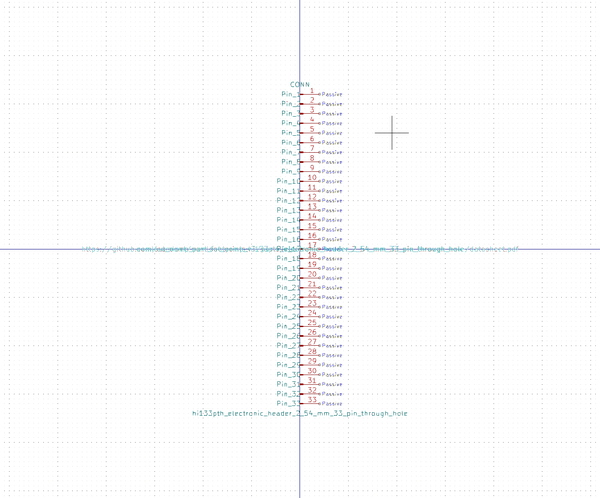 CONN
Pin_1 1 Passive
Pin_2 2 Passive
Pin_3 3 Passive
Pin_4 4 Passive
Pin_5 5 Passive
Pin_6 6 Passive
Pin_7 7 Passive
Pin_8 8 Passive
Pin_9 9 Passive
Pin_10 10 Passive
Pin_11 11 Passive
Pin_12 12 Passive
Pin_13 13 Passive
Pin_14 14 Passive
Pin_15 15 Passive
Pin_16 16 Passive
17
Pin_18 18 Passive
Pin_19 19 Passive
Pin_20 20 Passive
Pin_21 21 Passive
Pin_22 22 Passive
Pin_23 23 Passive
Pin_24 24 Passive
Pin_25 25 Passive
Pin_26 26 Passive
Pin_27 27 Passive
Pin_28 28 Passive
Pin_29 29 Passive
Pin_30 30 Passive
Pin_31 31 Passive
Pin_32 32 Passive
Pin_33 33 Passive
hi133pth_electronic_header_2_54_mm_33_pin_through_hole